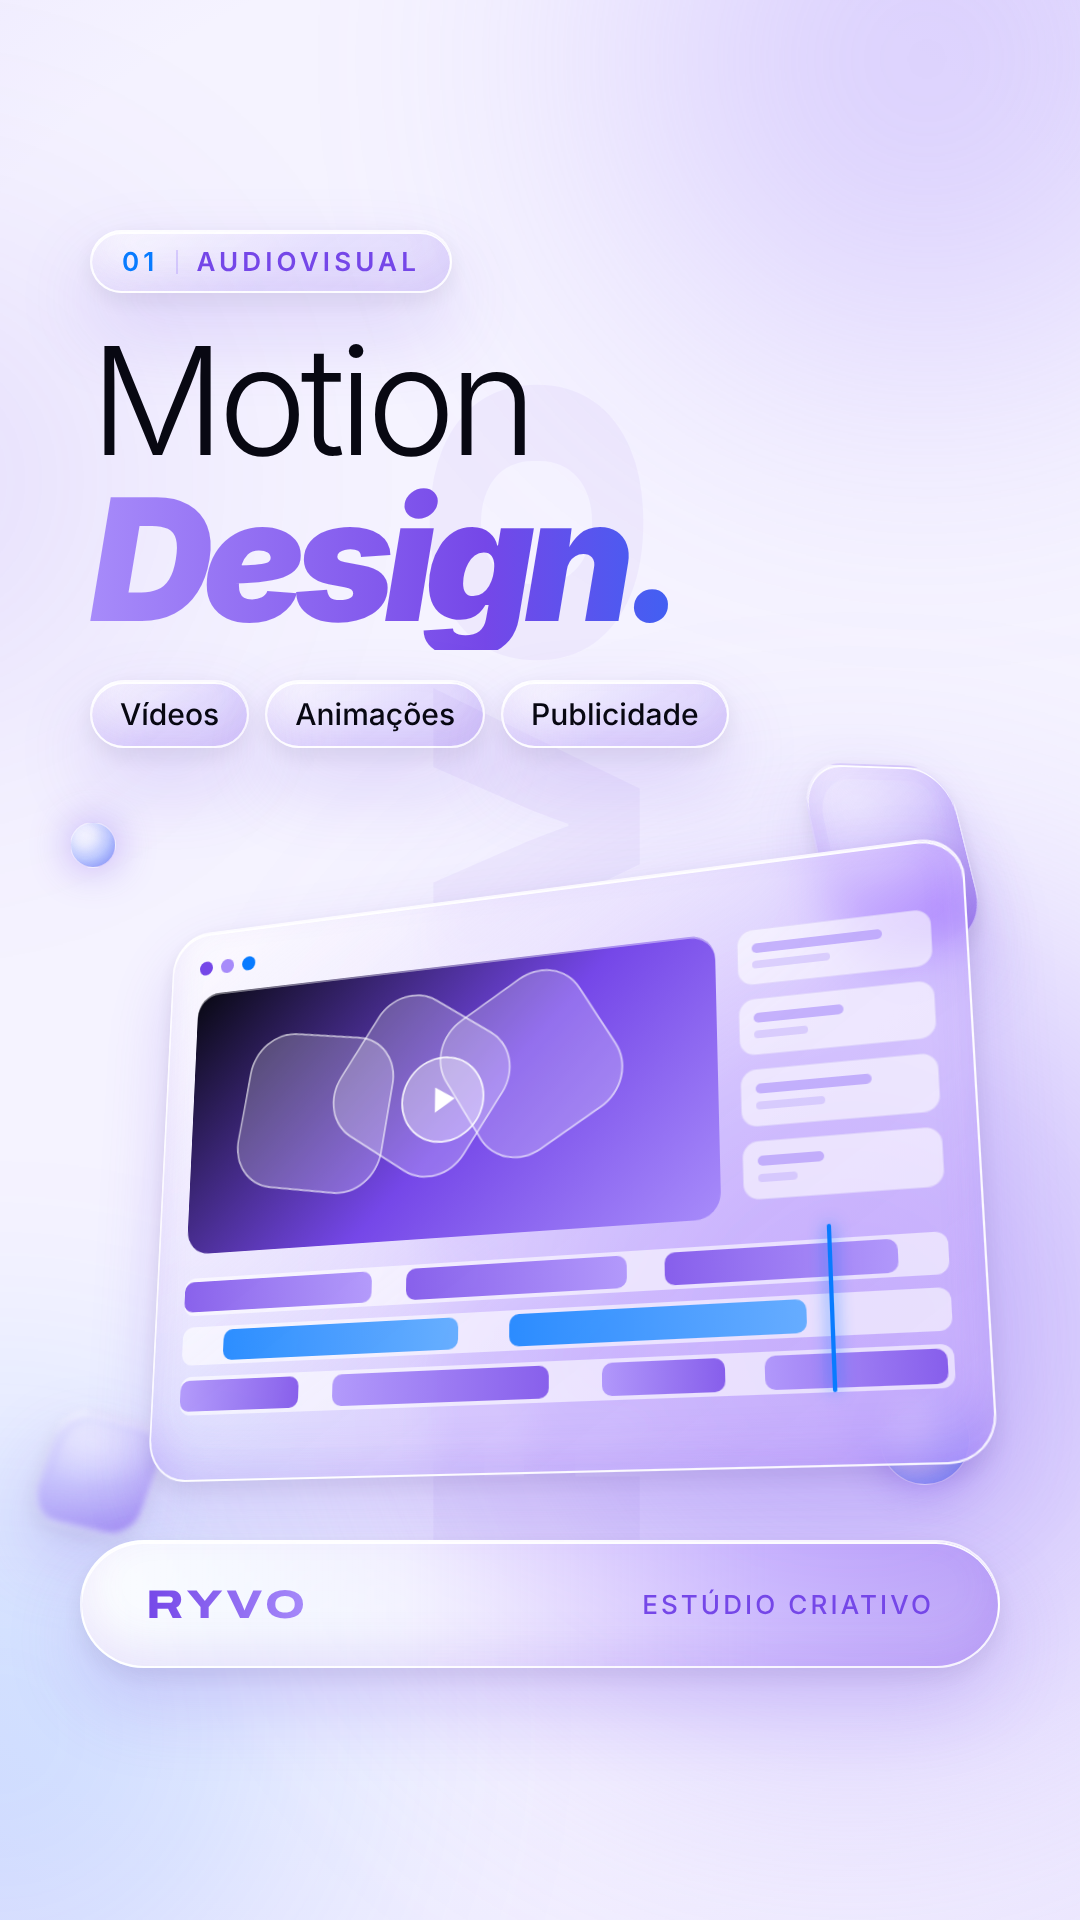 01 | AUDIOVISUAL
Motion
Design.
Vídeos Animações Publicidade
RYVO ESTÚDIO CRIATIVO